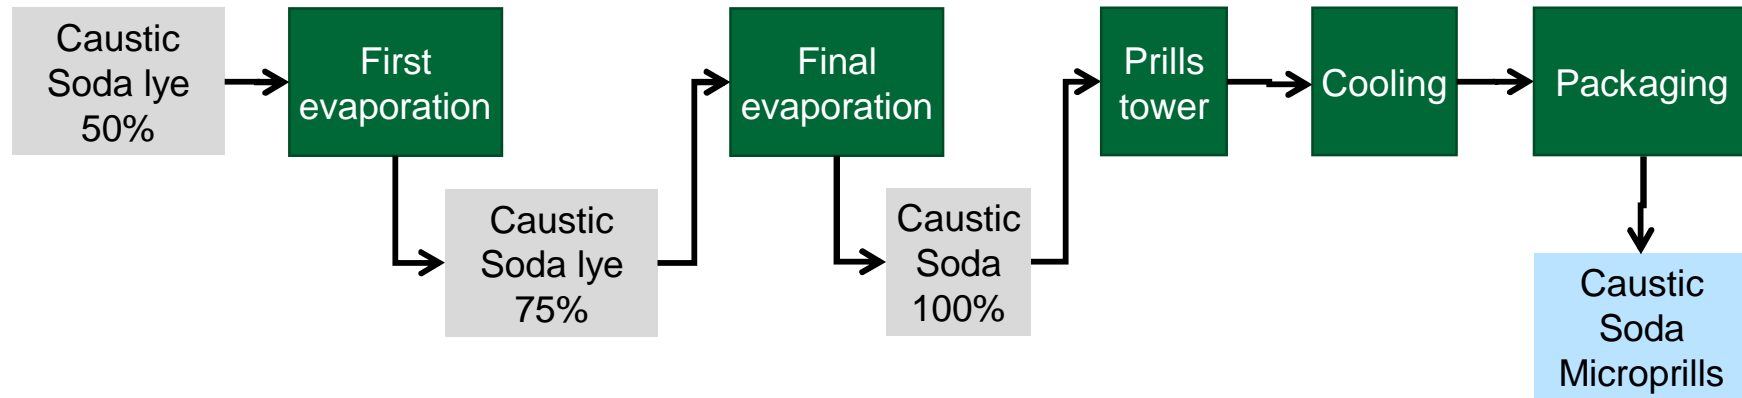 Caustic
Soda lye
50%
First
evaporation
Caustic
Soda lye
75%
Final
evaporation
Caustic
Soda
100%
Prills
tower
Cooling
Packaging
Caustic
Soda
Microprills